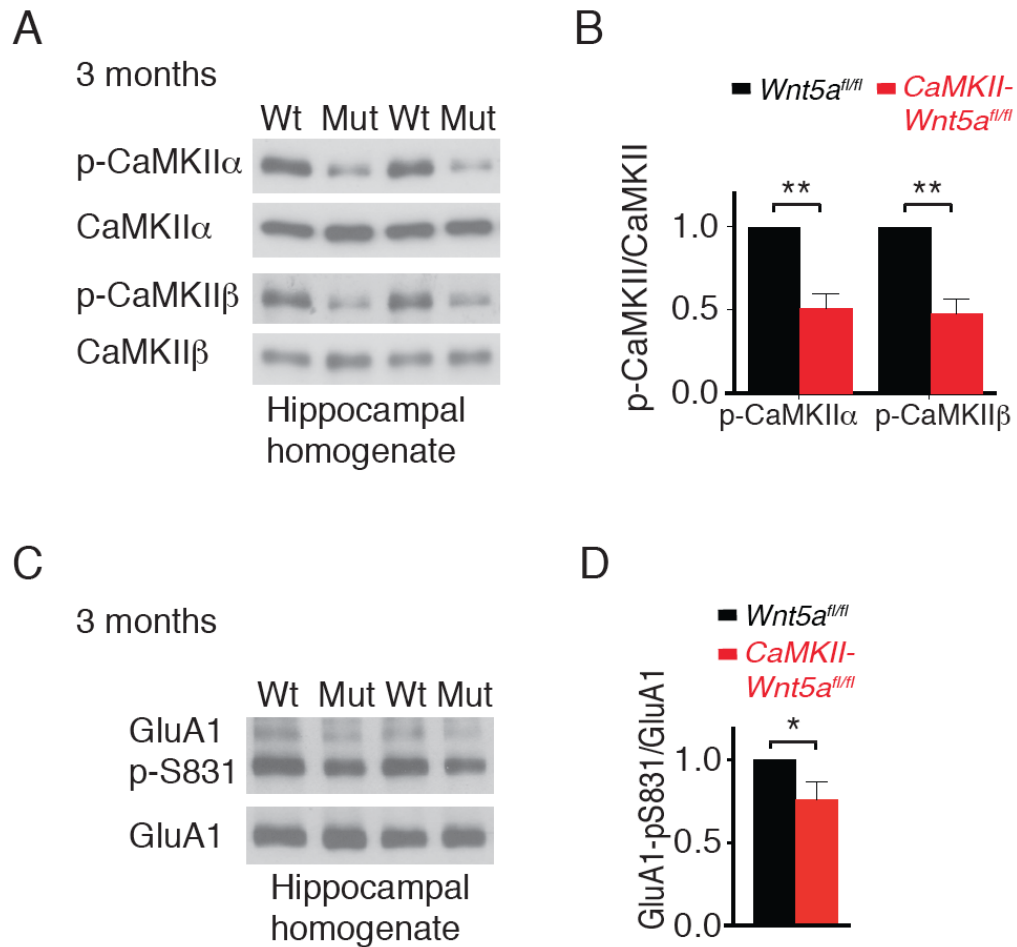 A
3 months
Wt Mut Wt Mut
p-CaMKIIα
CaMKIIα
p-CaMKIIβ
CaMKIIβ
Hippocampal
homogenate
B
Wnt5afl/fl CaMKII-
Wnt5afl/fl
p-CaMKII/CaMKII
** **
1.0
0.5
0.0
p-CaMKIIα p-CaMKIIβ
C
3 months
Wt Mut Wt Mut
GluA1
p-S831
GluA1
Hippocampal
homogenate
D
Wnt5afl/fl
CaMKII-
Wnt5afl/fl
GluA1-pS831/GluA1
*
1.0
0.5
0.0